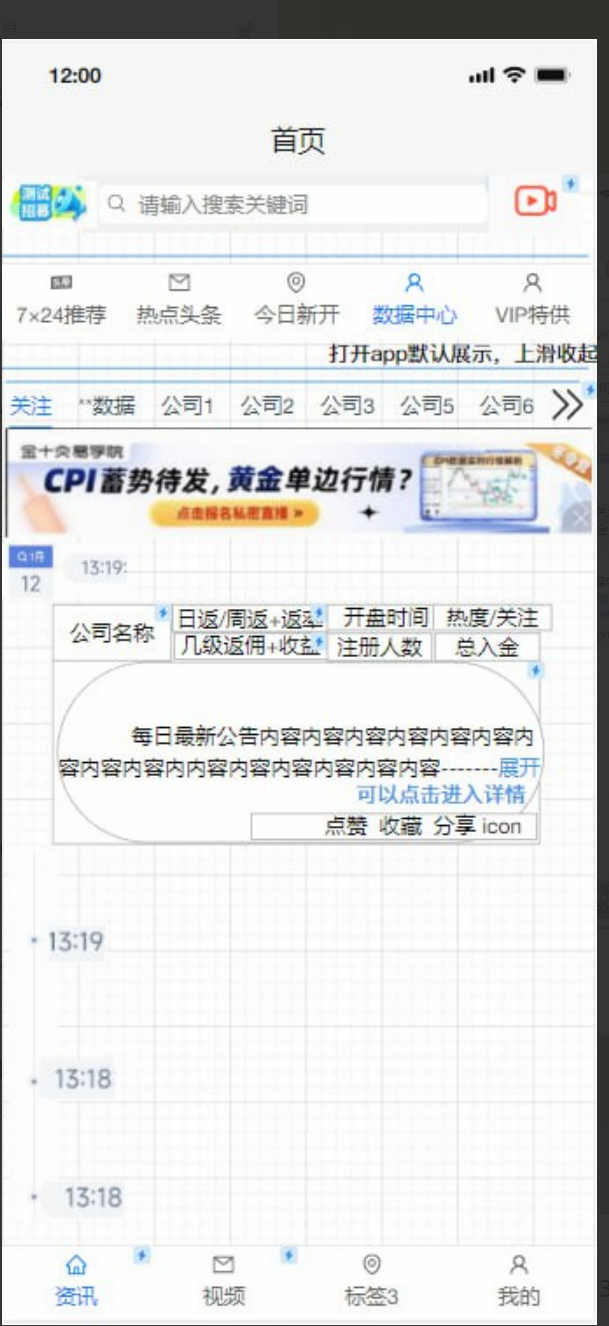 12:00
首页
测试
招募
请输入搜索关键词
头条
7×24推荐 热点头条 今日新开 数据中心 VIP特供
打开app默认展示，上滑收起
关注 **数据 公司1 公司2 公司3 公司5 公司6
金十交易学院
CPI蓄势待发，黄金单边行情？
点击报名私密直播 »
1月
12
13:19:
公司名称
日返/周返+返率 开盘时间 热度/关注
几级返佣+收益 注册人数 总入金
每日最新公告内容内容内容内容内容内
容内容内容内内容内容内容内容内容内容-------展开
可以点击进入详情
点赞 收藏 分享 icon
13:19
13:18
13:18
资讯 视频 标签3 我的